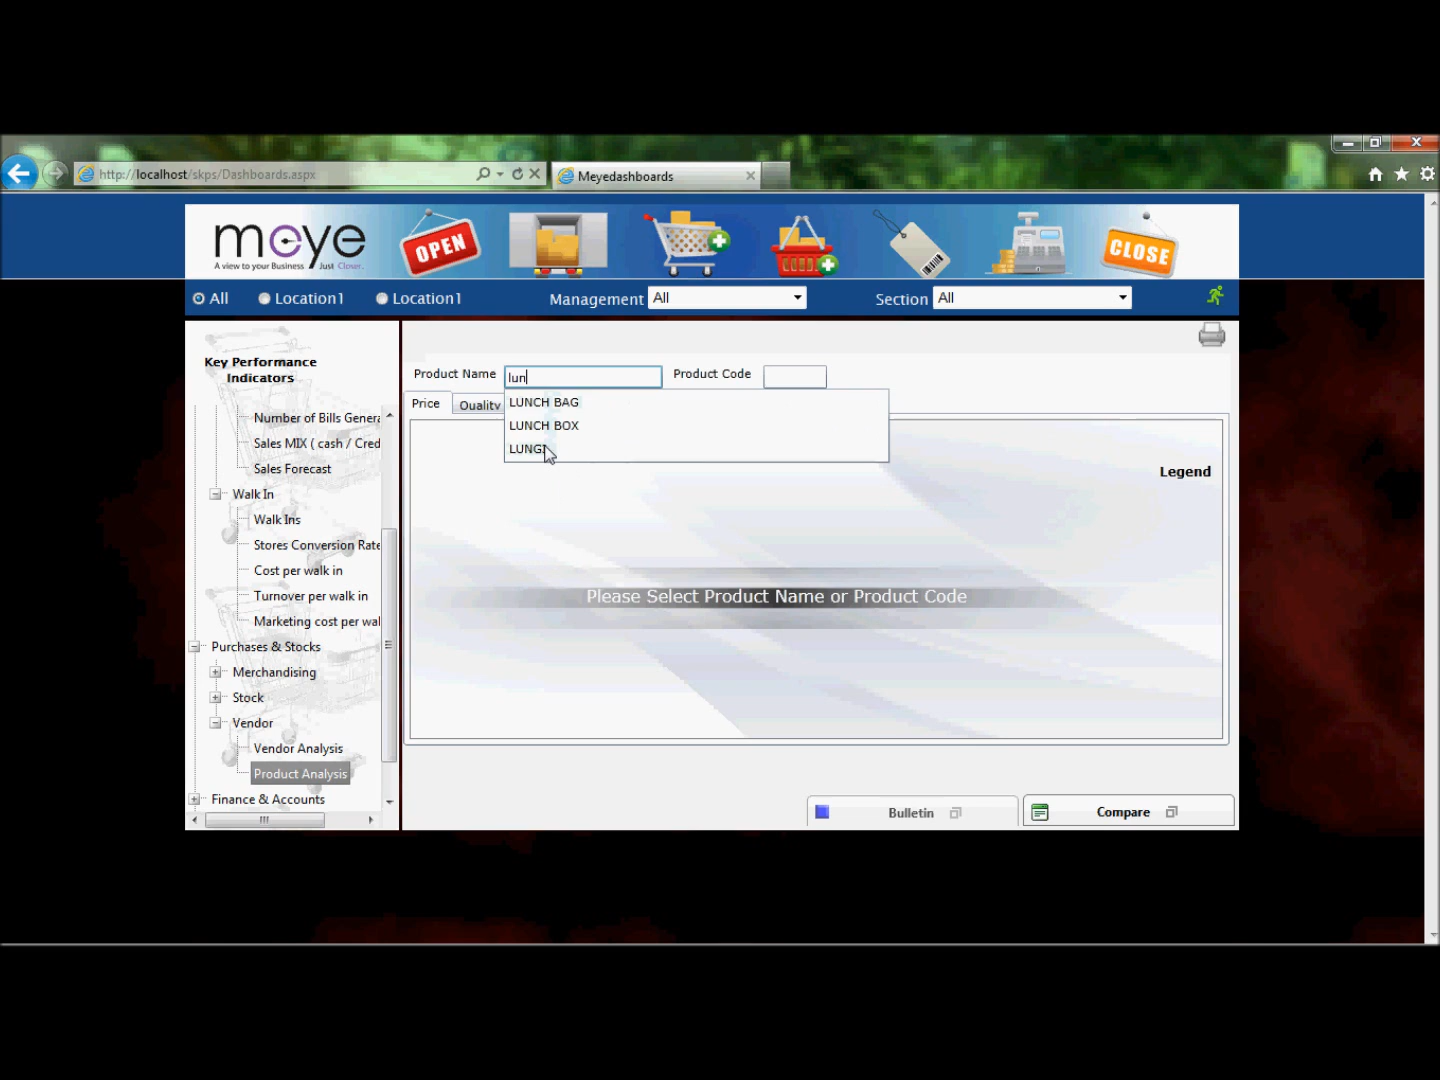 http://localhost/skps/Dashboards.aspx
Meyedashboards
meye
A view to your Business Just Closer.
OPEN
CLOSE
All
Location1
Location1
Management
All
Section
All
Key Performance
Indicators
Number of Bills Genera
Sales MIX ( cash / Cred
Sales Forecast
Walk In
Walk Ins
Stores Conversion Rate
Cost per walk in
Turnover per walk in
Marketing cost per wal
Purchases & Stocks
Merchandising
Stock
Vendor
Vendor Analysis
Product Analysis
Finance & Accounts
Product Name
lun
Product Code
Price
Quality
LUNCH BAG
LUNCH BOX
LUNGI
Legend
Please Select Product Name or Product Code
Bulletin
Compare